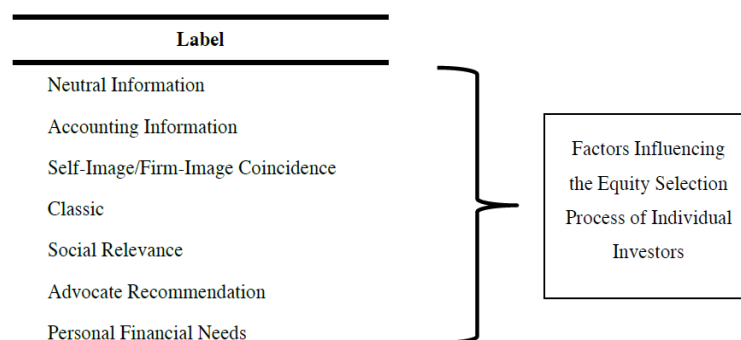 Label
Neutral Information
Accounting Information
Self-Image/Firm-Image Coincidence
Classic
Social Relevance
Advocate Recommendation
Personal Financial Needs
Factors Influencing
the Equity Selection
Process of Individual
Investors